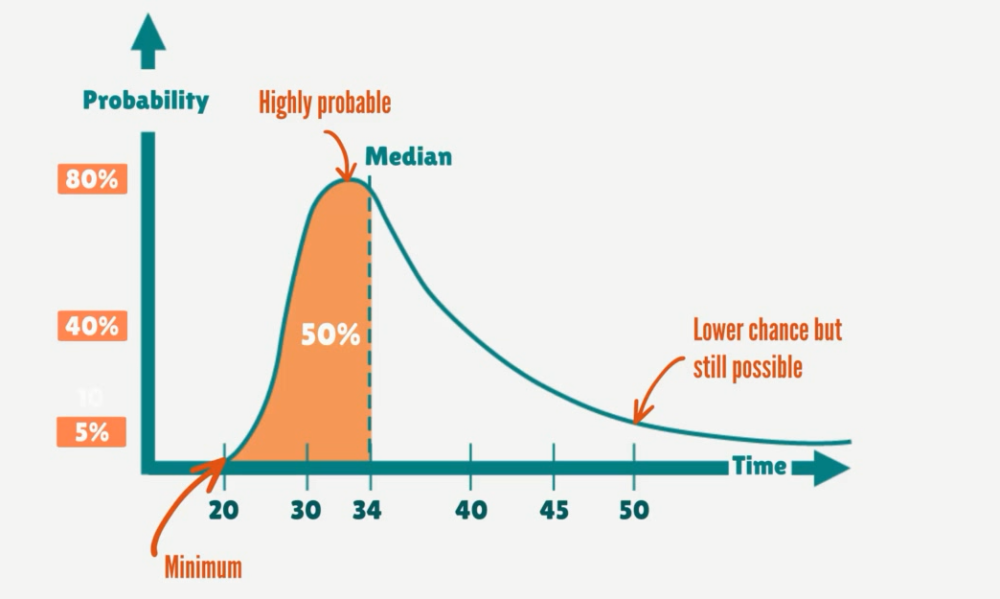 Probability
Highly probable
Median
80%
40%
50%
Lower chance but
still possible
10
5%
Time
20
30
34
40
45
50
Minimum